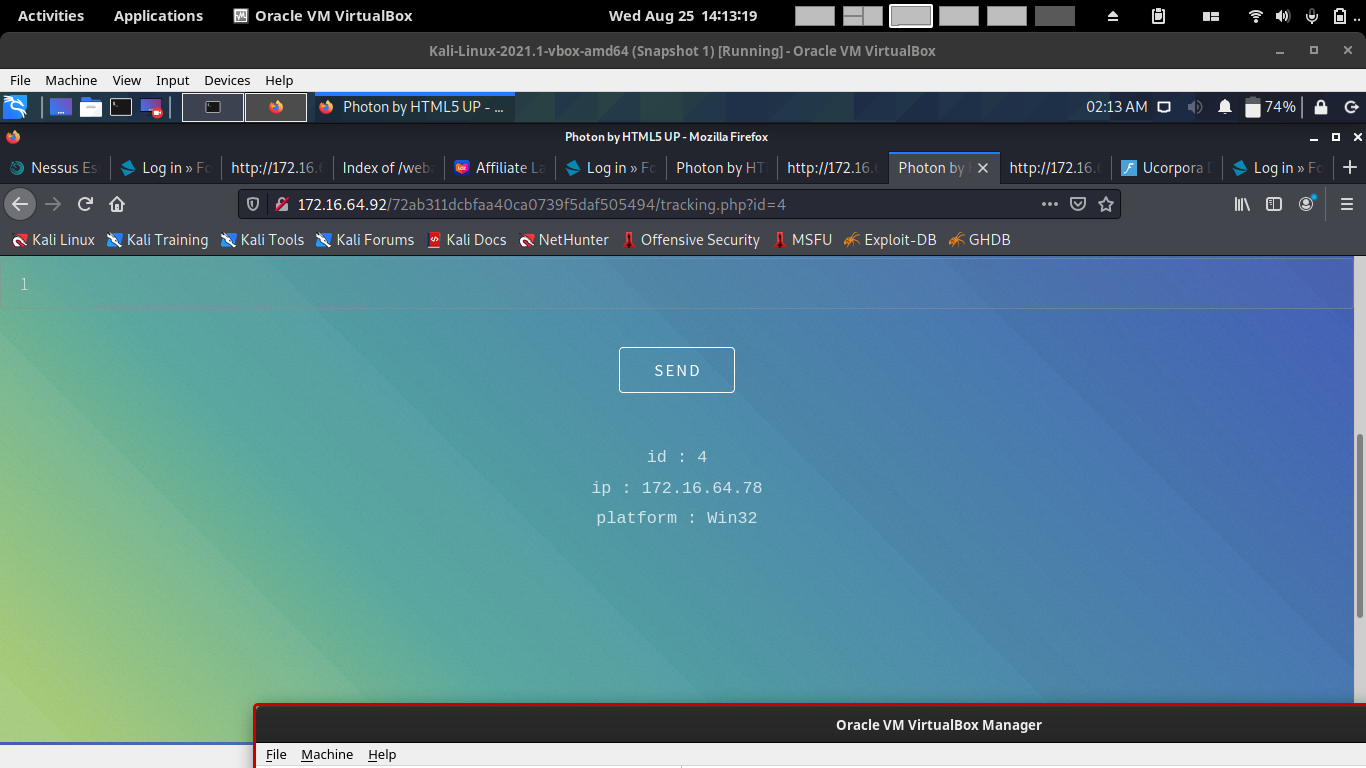 Activities Applications Oracle VM VirtualBox Wed Aug 25 14:13:19
Kali-Linux-2021.1-vbox-amd64 (Snapshot 1) [Running] - Oracle VM VirtualBox
File Machine View Input Devices Help
Photon by HTML5 UP - ... 02:13 AM 74%
Photon by HTML5 UP - Mozilla Firefox
Nessus Es Log in » Fo http://172.16. Index of /web Affiliate La Log in » Fo Photon by HT http://172.16. Photon by http://172.16. Ucorpora Log in » Fo
172.16.64.92/72ab311dcbfaa40ca0739f5daf505494/tracking.php?id=4
Kali Linux Kali Training Kali Tools Kali Forums Kali Docs NetHunter Offensive Security MSFU Exploit-DB GHDB
1
SEND
id : 4
ip : 172.16.64.78
platform : Win32
Oracle VM VirtualBox Manager
File Machine Help